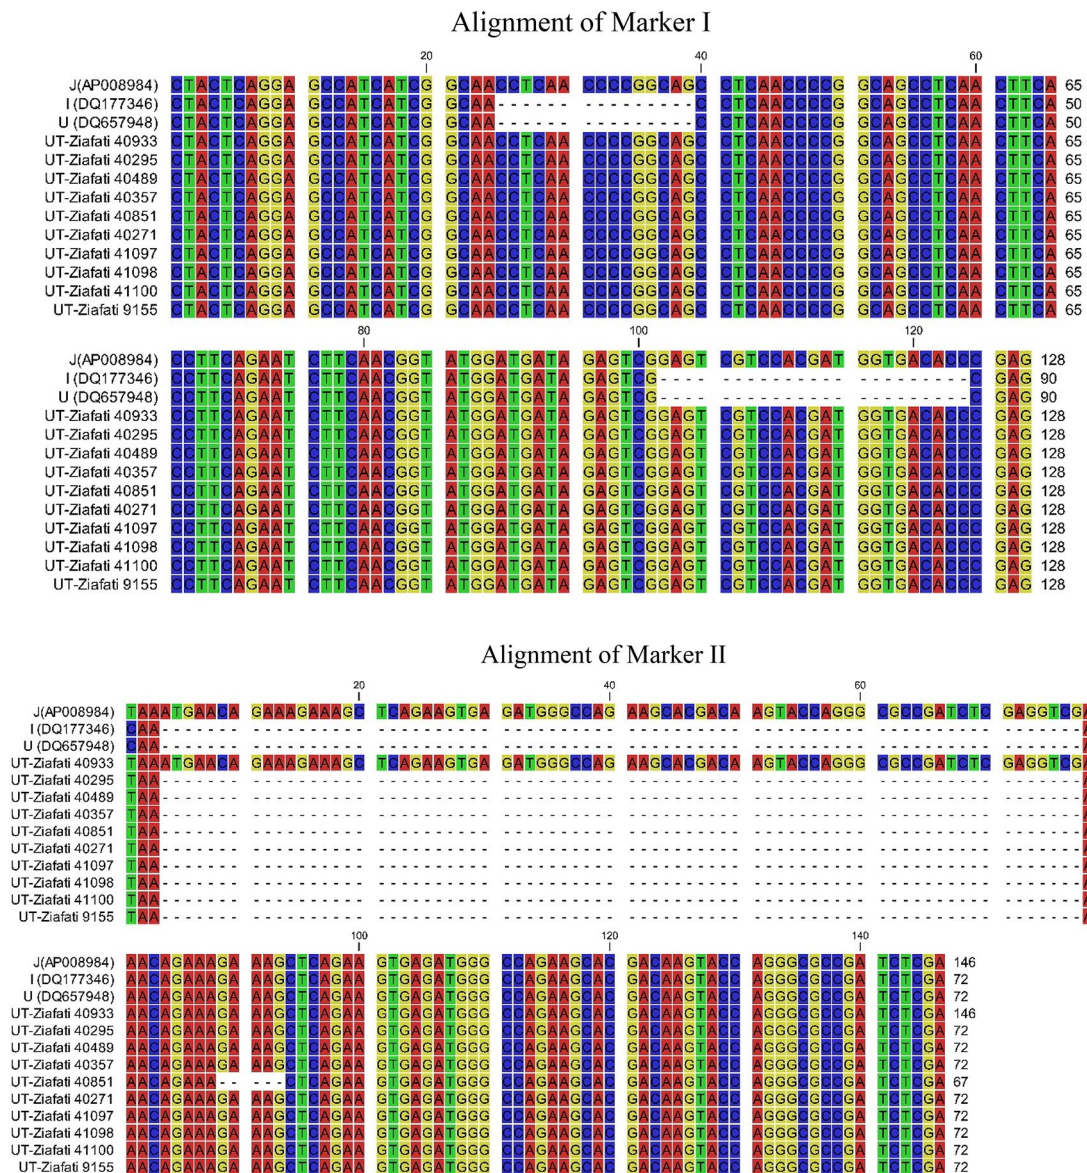 Alignment of Marker I
20 40 60
J(AP008984) CTACTCAGGA GCCATCATCG GCAACCTCAA CCCCGGCAGC CTCAACCCCG GCAGCCTCAA CTTCA 65
I (DQ177346) CTACTCAGGA GCCATCATCG GCAA------ ---------C CTCAACCCCG GCAGCCTCAA CTTCA 50
U (DQ657948) CTACTCAGGA GCCATCATCG GCAA------ ---------C CTCAACCCCG GCAGCCTCAA CTTCA 50
UT-Ziafati 40933 CTACTCAGGA GCCATCATCG GCAACCTCAA CCCCGGCAGC CTCAACCCCG GCAGCCTCAA CTTCA 65
UT-Ziafati 40295 CTACTCAGGA GCCATCATCG GCAACCTCAA CCCCGGCAGC CTCAACCCCG GCAGCCTCAA CTTCA 65
UT-Ziafati 40489 CTACTCAGGA GCCATCATCG GCAACCTCAA CCCCGGCAGC CTCAACCCCG GCAGCCTCAA CTTCA 65
UT-Ziafati 40357 CTACTCAGGA GCCATCATCG GCAACCTCAA CCCCGGCAGC CTCAACCCCG GCAGCCTCAA CTTCA 65
UT-Ziafati 40851 CTACTCAGGA GCCATCATCG GCAACCTCAA CCCCGGCAGC CTCAACCCCG GCAGCCTCAA CTTCA 65
UT-Ziafati 40271 CTACTCAGGA GCCATCATCG GCAACCTCAA CCCCGGCAGC CTCAACCCCG GCAGCCTCAA CTTCA 65
UT-Ziafati 41097 CTACTCAGGA GCCATCATCG GCAACCTCAA CCCCGGCAGC CTCAACCCCG GCAGCCTCAA CTTCA 65
UT-Ziafati 41098 CTACTCAGGA GCCATCATCG GCAACCTCAA CCCCGGCAGC CTCAACCCCG GCAGCCTCAA CTTCA 65
UT-Ziafati 41100 CTACTCAGGA GCCATCATCG GCAACCTCAA CCCCGGCAGC CTCAACCCCG GCAGCCTCAA CTTCA 65
UT-Ziafati 9155 CTACTCAGGA GCCATCATCG GCAACCTCAA CCCCGGCAGC CTCAACCCCG GCAGCCTCAA CTTCA 65
80 100 120
J(AP008984) CCTTCAGAAT CTTCAACGGT ATGGATGATA GAGTCGGAGT CGTCCACGAT GGTGACACCC GAG 128
I (DQ177346) CCTTCAGAAT CTTCAACGGT ATGGATGATA GAGTCG---- ---------- ---------C GAG 90
U (DQ657948) CCTTCAGAAT CTTCAACGGT ATGGATGATA GAGTCG---- ---------- ---------C GAG 90
UT-Ziafati 40933 CCTTCAGAAT CTTCAACGGT ATGGATGATA GAGTCGGAGT CGTCCACGAT GGTGACACCC GAG 128
UT-Ziafati 40295 CCTTCAGAAT CTTCAACGGT ATGGATGATA GAGTCGGAGT CGTCCACGAT GGTGACACCC GAG 128
UT-Ziafati 40489 CCTTCAGAAT CTTCAACGGT ATGGATGATA GAGTCGGAGT CGTCCACGAT GGTGACACCC GAG 128
UT-Ziafati 40357 CCTTCAGAAT CTTCAACGGT ATGGATGATA GAGTCGGAGT CGTCCACGAT GGTGACACCC GAG 128
UT-Ziafati 40851 CCTTCAGAAT CTTCAACGGT ATGGATGATA GAGTCGGAGT CGTCCACGAT GGTGACACCC GAG 128
UT-Ziafati 40271 CCTTCAGAAT CTTCAACGGT ATGGATGATA GAGTCGGAGT CGTCCACGAT GGTGACACCC GAG 128
UT-Ziafati 41097 CCTTCAGAAT CTTCAACGGT ATGGATGATA GAGTCGGAGT CGTCCACGAT GGTGACACCC GAG 128
UT-Ziafati 41098 CCTTCAGAAT CTTCAACGGT ATGGATGATA GAGTCGGAGT CGTCCACGAT GGTGACACCC GAG 128
UT-Ziafati 41100 CCTTCAGAAT CTTCAACGGT ATGGATGATA GAGTCGGAGT CGTCCACGAT GGTGACACCC GAG 128
UT-Ziafati 9155 CCTTCAGAAT CTTCAACGGT ATGGATGATA GAGTCGGAGT CGTCCACGAT GGTGACACCC GAG 128
Alignment of Marker II
20 40 60
J(AP008984) TAAATGAACA GAAAGAAAGC TCAGAAGTGA GATGGGCCAG AAGCACGACA AGTACCAGGG CGCCGATCTC GAGGTCGA
I (DQ177346) CAA------- ---------- ---------- ---------- ---------- ---------- ---------- -------A
U (DQ657948) CAA------- ---------- ---------- ---------- ---------- ---------- ---------- -------A
UT-Ziafati 40933 TAAATGAACA GAAAGAAAGC TCAGAAGTGA GATGGGCCAG AAGCACGACA AGTACCAGGG CGCCGATCTC GAGGTCGA
UT-Ziafati 40295 TAA------- ---------- ---------- ---------- ---------- ---------- ---------- -------A
UT-Ziafati 40489 TAA------- ---------- ---------- ---------- ---------- ---------- ---------- -------A
UT-Ziafati 40357 TAA------- ---------- ---------- ---------- ---------- ---------- ---------- -------A
UT-Ziafati 40851 TAA------- ---------- ---------- ---------- ---------- ---------- ---------- -------A
UT-Ziafati 40271 TAA------- ---------- ---------- ---------- ---------- ---------- ---------- -------A
UT-Ziafati 41097 TAA------- ---------- ---------- ---------- ---------- ---------- ---------- -------A
UT-Ziafati 41098 TAA------- ---------- ---------- ---------- ---------- ---------- ---------- -------A
UT-Ziafati 41100 TAA------- ---------- ---------- ---------- ---------- ---------- ---------- -------A
UT-Ziafati 9155 TAA------- ---------- ---------- ---------- ---------- ---------- ---------- -------A
100 120 140
J(AP008984) AACAGAAAGA AAGCTCAGAA GTGAGATGGG CCAGAAGCAC GACAAGTACC AGGGCGCCGA TCTCGA 146
I (DQ177346) AACAGAAAGA AAGCTCAGAA GTGAGATGGG CCAGAAGCAC GACAAGTACC AGGGCGCCGA TCTCGA 72
U (DQ657948) AACAGAAAGA AAGCTCAGAA GTGAGATGGG CCAGAAGCAC GACAAGTACC AGGGCGCCGA TCTCGA 72
UT-Ziafati 40933 AACAGAAAGA AAGCTCAGAA GTGAGATGGG CCAGAAGCAC GACAAGTACC AGGGCGCCGA TCTCGA 146
UT-Ziafati 40295 AACAGAAAGA AAGCTCAGAA GTGAGATGGG CCAGAAGCAC GACAAGTACC AGGGCGCCGA TCTCGA 72
UT-Ziafati 40489 AACAGAAAGA AAGCTCAGAA GTGAGATGGG CCAGAAGCAC GACAAGTACC AGGGCGCCGA TCTCGA 72
UT-Ziafati 40357 AACAGAAAGA AAGCTCAGAA GTGAGATGGG CCAGAAGCAC GACAAGTACC AGGGCGCCGA TCTCGA 72
UT-Ziafati 40851 AACAGAA--- ---CTCAGAA GTGAGATGGG CCAGAAGCAC GACAAGTACC AGGGCGCCGA TCTCGA 67
UT-Ziafati 40271 AACAGAAAGA AAGCTCAGAA GTGAGATGGG CCAGAAGCAC GACAAGTACC AGGGCGCCGA TCTCGA 72
UT-Ziafati 41097 AACAGAAAGA AAGCTCAGAA GTGAGATGGG CCAGAAGCAC GACAAGTACC AGGGCGCCGA TCTCGA 72
UT-Ziafati 41098 AACAGAAAGA AAGCTCAGAA GTGAGATGGG CCAGAAGCAC GACAAGTACC AGGGCGCCGA TCTCGA 72
UT-Ziafati 41100 AACAGAAAGA AAGCTCAGAA GTGAGATGGG CCAGAAGCAC GACAAGTACC AGGGCGCCGA TCTCGA 72
UT-Ziafati 9155 AACAGAAAGA AAGCTCAGAA GTGAGATGGG CCAGAAGCAC GACAAGTACC AGGGCGCCGA TCTCGA 72